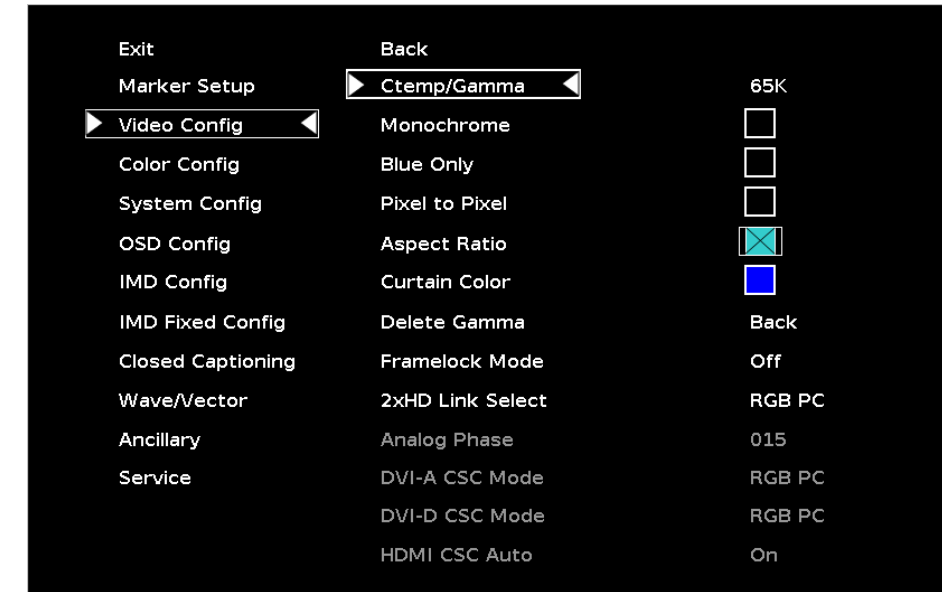 Exit Back
Marker Setup Ctemp/Gamma 65K
Video Config Monochrome
Color Config Blue Only
System Config Pixel to Pixel
OSD Config Aspect Ratio
IMD Config Curtain Color
IMD Fixed Config Delete Gamma Back
Closed Captioning Framelock Mode Off
Wave/Vector 2xHD Link Select RGB PC
Ancillary Analog Phase 015
Service DVI-A CSC Mode RGB PC
DVI-D CSC Mode RGB PC
HDMI CSC Auto On